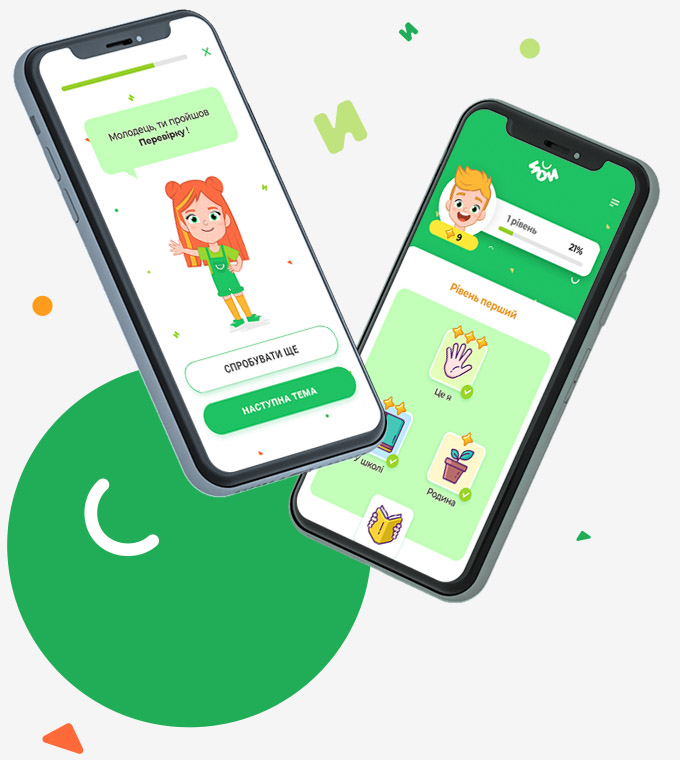 Молодець, ти пройшов
Перевірку!
СПРОБУВАТИ ЩЕ
НАСТУПНА ТЕМА
1 рівень
21%
9
Рівень перший
Це я
школі
Родина
и
и